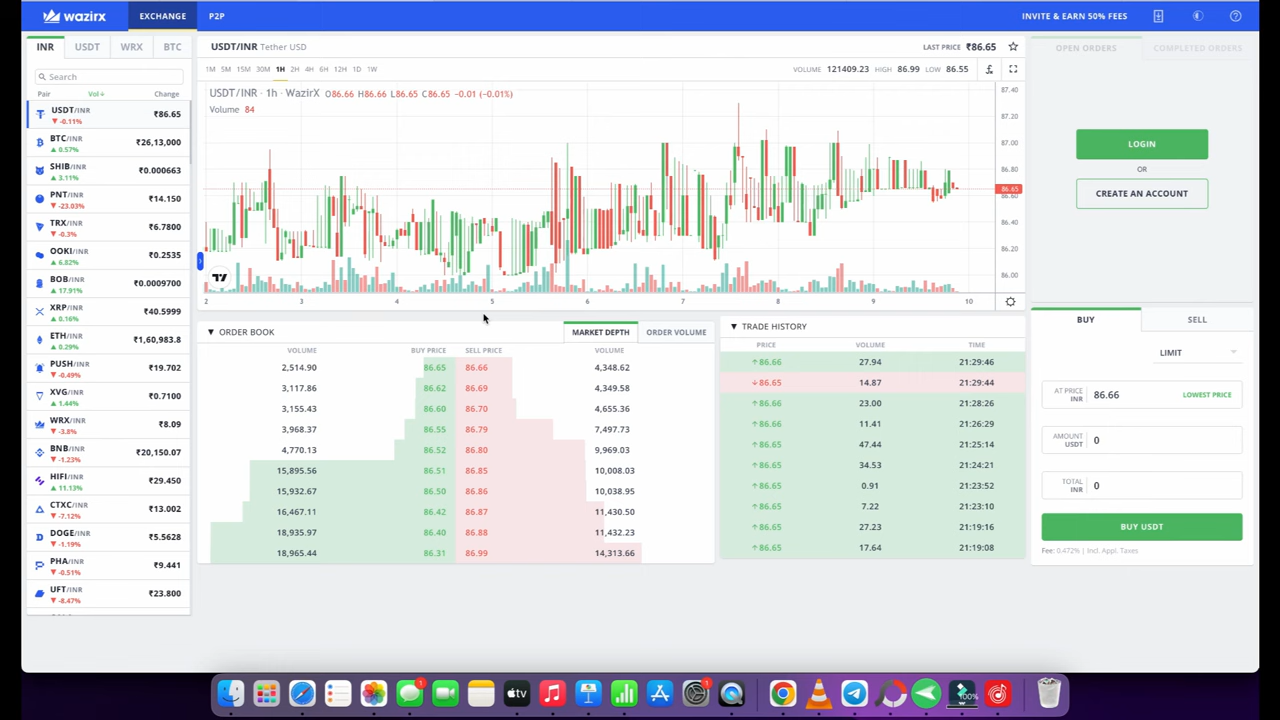 wazirx EXCHANGE P2P INVITE & EARN 50% FEES
INR USDT WRX BTC
Search
Pair Vol↓ Change
USDT/INR ₹86.65
▼ -0.11%
BTC/INR ₹26,13,000
▲ 0.57%
SHIB/INR ₹0.000663
▲ 3.11%
PNT/INR ₹14.150
▼ -23.03%
TRX/INR ₹6.7800
▼ -0.3%
OOKI/INR ₹0.2535
▲ 6.82%
BOB/INR ₹0.0009700
▲ 17.91%
XRP/INR ₹40.5999
▲ 0.16%
ETH/INR ₹1,60,983.8
▲ 0.29%
PUSH/INR ₹19.702
▼ -0.49%
XVG/INR ₹0.7100
▲ 1.44%
WRX/INR ₹8.09
▼ -3.8%
BNB/INR ₹20,150.07
▼ -1.23%
HIFI/INR ₹29.450
▲ 11.13%
CTXC/INR ₹13.002
▼ -7.12%
DOGE/INR ₹5.5628
▼ -1.19%
PHA/INR ₹9.441
▼ -0.51%
UFT/INR ₹23.800
▼ -8.47%
USDT/INR Tether USD LAST PRICE ₹86.65
1M 5M 15M 30M 1H 2H 4H 6H 12H 1D 1W VOLUME 121409.23 HIGH 86.99 LOW 86.55
USDT/INR · 1h · WazirX O86.66 H86.66 L86.65 C86.65 -0.01 (-0.01%)
Volume 84
87.40
87.20
87.00
86.80
86.65
86.60
86.40
86.20
86.00
2 3 4 5 6 7 8 9 10
▼ ORDER BOOK MARKET DEPTH ORDER VOLUME
VOLUME BUY PRICE SELL PRICE VOLUME
2,514.90 86.65 86.66 4,348.62
3,117.86 86.62 86.69 4,349.58
3,155.43 86.60 86.70 4,655.36
3,968.37 86.55 86.79 7,497.73
4,770.13 86.52 86.80 9,969.03
15,895.56 86.51 86.85 10,008.03
15,932.67 86.50 86.86 10,038.95
16,467.11 86.42 86.87 11,430.50
18,935.97 86.40 86.88 11,432.23
18,965.44 86.31 86.99 14,313.66
▼ TRADE HISTORY
PRICE VOLUME TIME
↑86.66 27.94 21:29:46
↓86.65 14.87 21:29:44
↑86.66 23.00 21:28:26
↑86.66 11.41 21:26:29
↑86.65 47.44 21:25:14
↑86.65 34.53 21:24:21
↑86.65 0.91 21:23:52
↑86.65 7.22 21:23:10
↑86.65 27.23 21:19:16
↑86.65 17.64 21:19:08
OPEN ORDERS COMPLETED ORDERS
LOGIN
OR
CREATE AN ACCOUNT
BUY SELL
LIMIT
AT PRICE INR 86.66 LOWEST PRICE
AMOUNT USDT 0
TOTAL INR 0
BUY USDT
Fee: 0.472% | Incl. Appl. Taxes
1 tv 1 100%